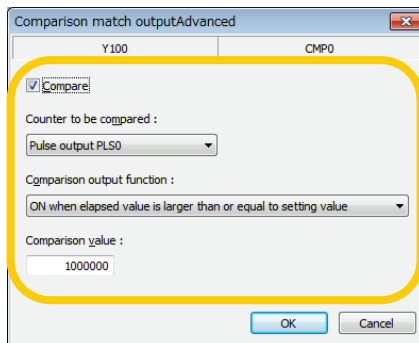 Comparison match outputAdvanced
Y100 CMP0
Compare
Counter to be compared :
Pulse output PLS0
Comparison output function :
ON when elapsed value is larger than or equal to setting value
Comparison value :
1000000
OK Cancel